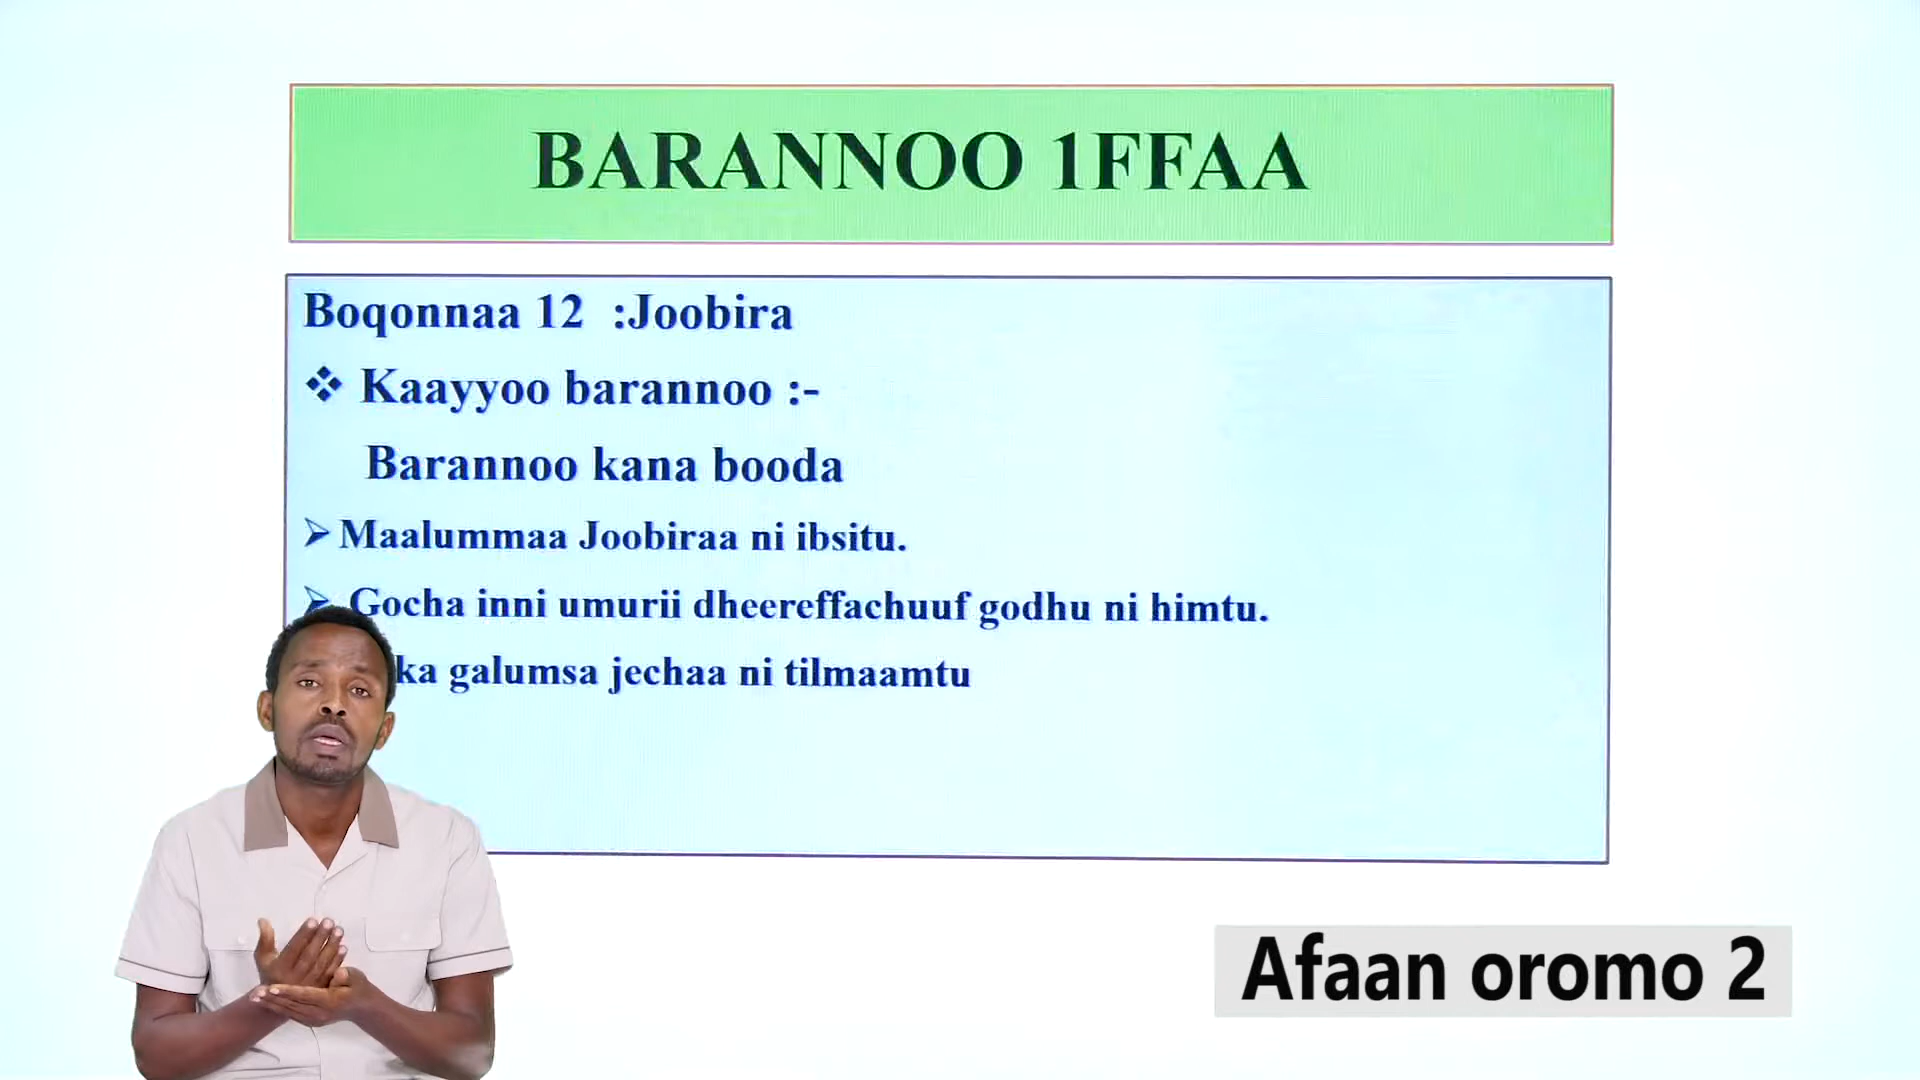 BARANNOO 1FFAA
Boqonnaa 12 :Joobira
❖ Kaayyoo barannoo :-
Barannoo kana booda
➢ Maalummaa Joobiraa ni ibsitu.
➢ Gocha inni umurii dheereffachuuf godhu ni himtu.
galumsa jechaa ni tilmaamtu
Afaan oromo 2